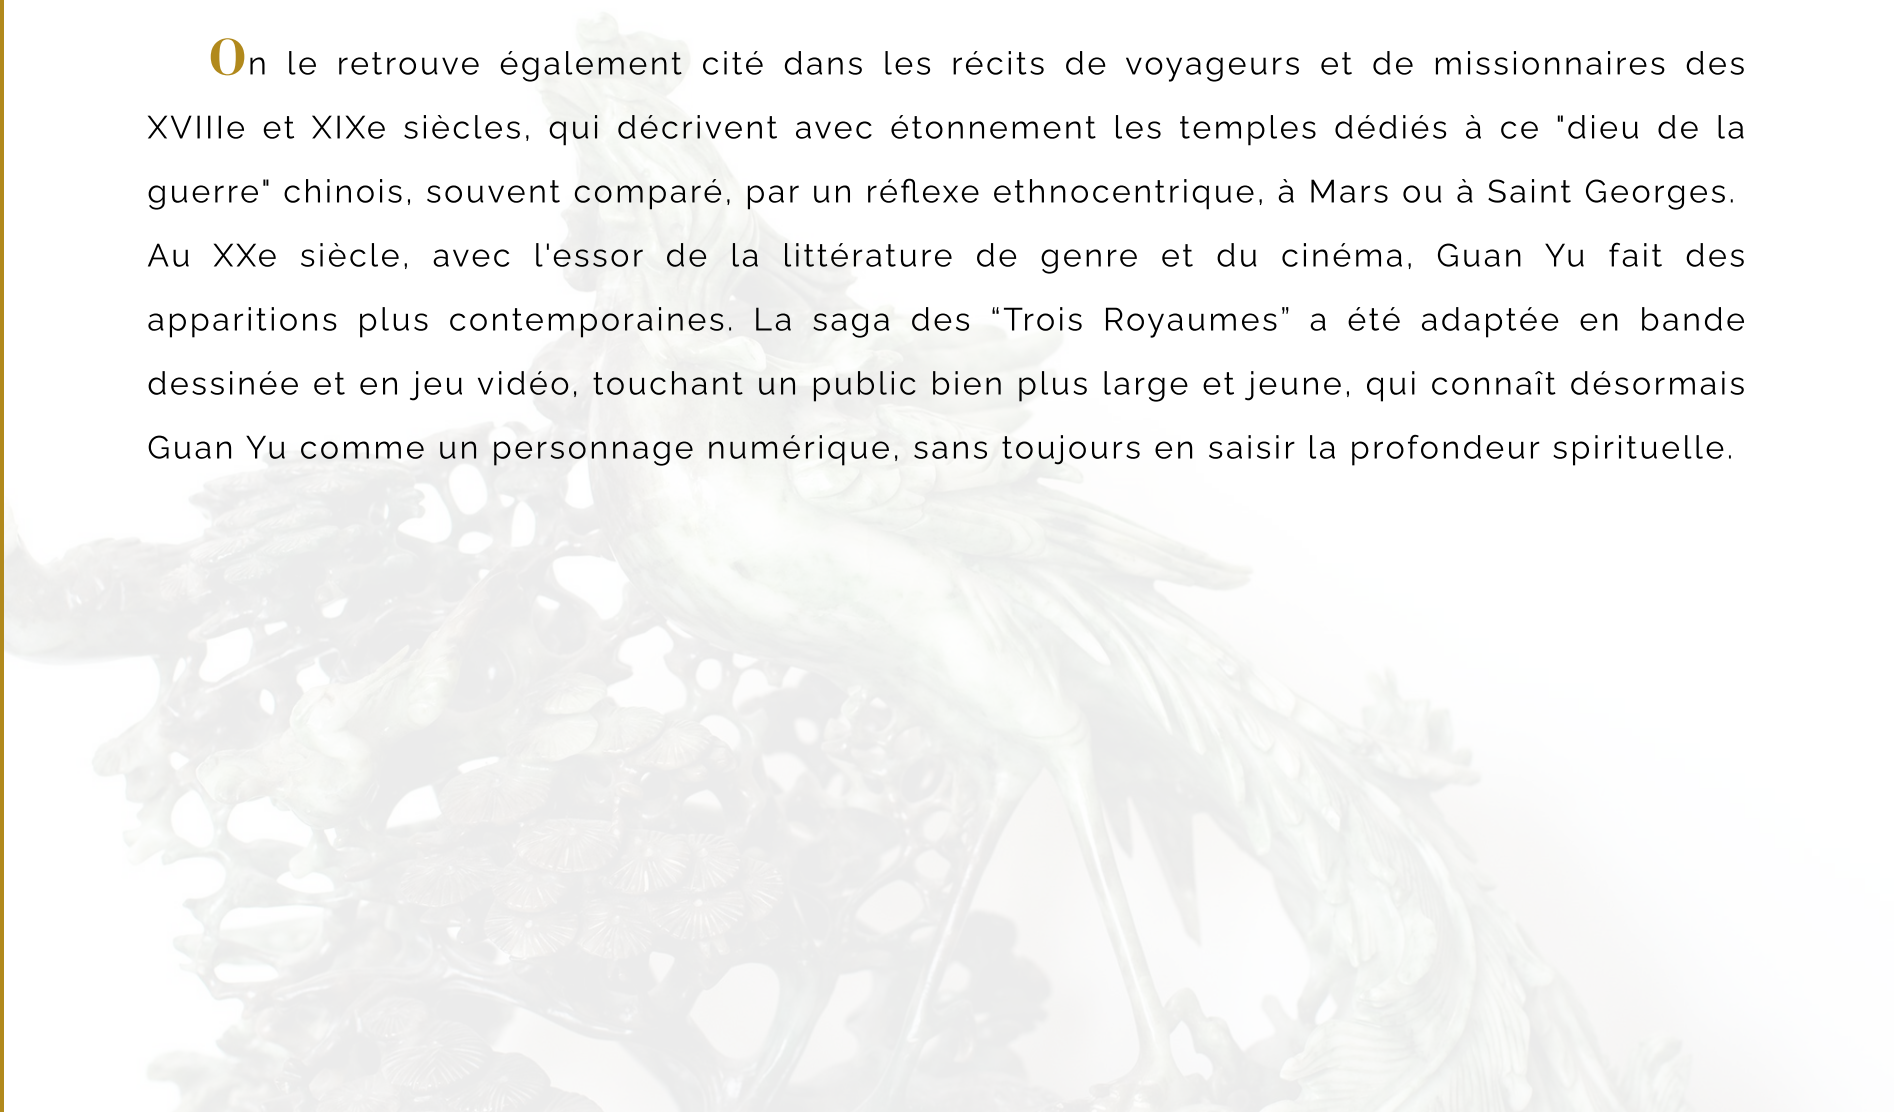 On le retrouve également cité dans les récits de voyageurs et de missionnaires des
XVIIIe et XIXe siècles, qui décrivent avec étonnement les temples dédiés à ce "dieu de la
guerre" chinois, souvent comparé, par un réflexe ethnocentrique, à Mars ou à Saint Georges.
Au XXe siècle, avec l'essor de la littérature de genre et du cinéma, Guan Yu fait des
apparitions plus contemporaines. La saga des “Trois Royaumes” a été adaptée en bande
dessinée et en jeu vidéo, touchant un public bien plus large et jeune, qui connaît désormais
Guan Yu comme un personnage numérique, sans toujours en saisir la profondeur spirituelle.